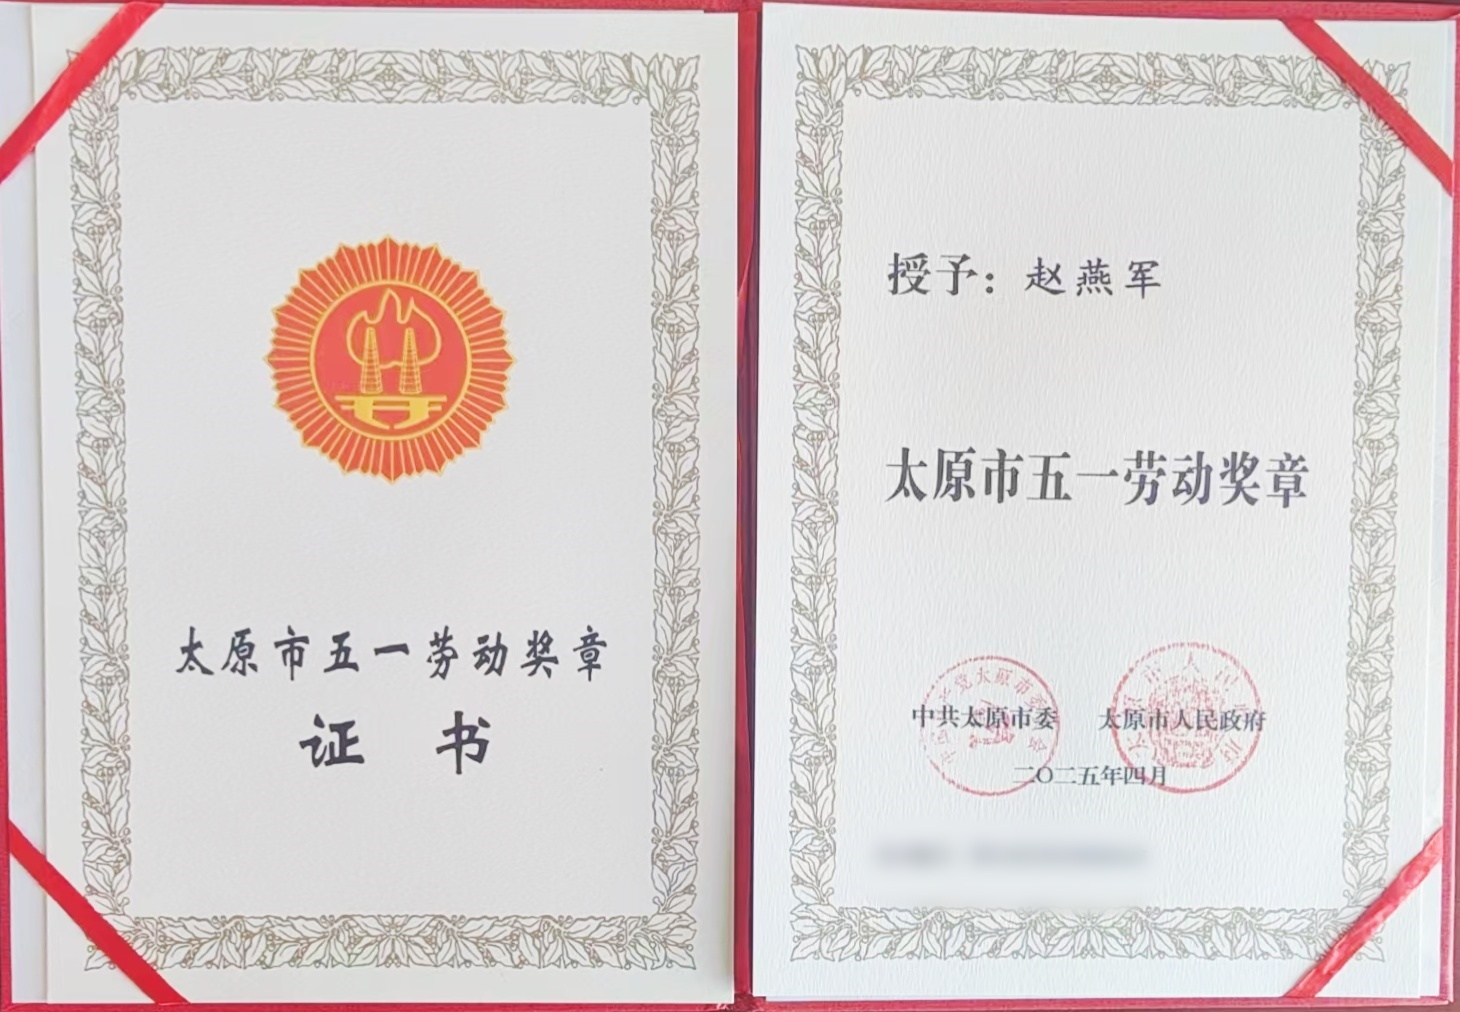 太原市五一劳动奖章
证书
授予：赵燕军
太原市五一劳动奖章
中共太原市委 太原市人民政府
二〇二五年四月